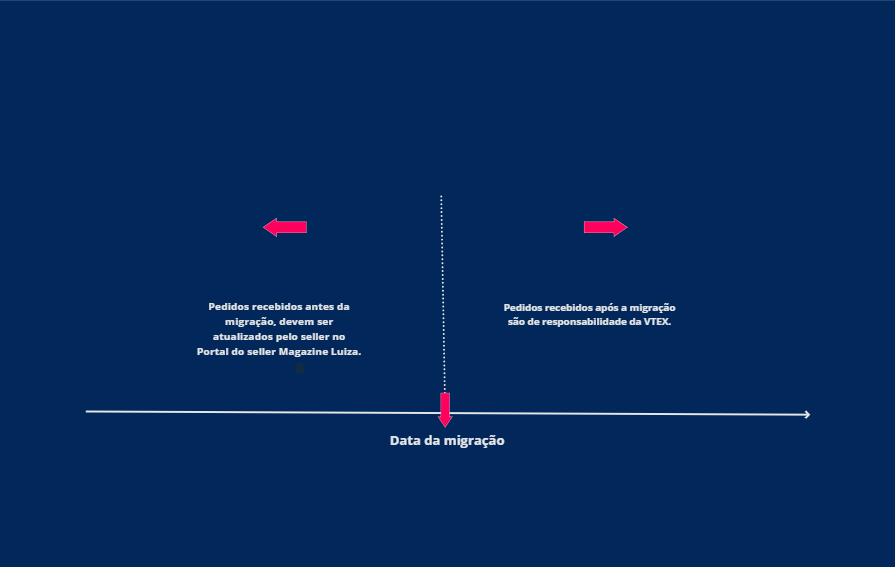 Pedidos recebidos antes da
migração, devem ser
atualizados pelo seller no
Portal do seller Magazine Luiza.
Pedidos recebidos após a migração
são de responsabilidade da VTEX.
Data da migração